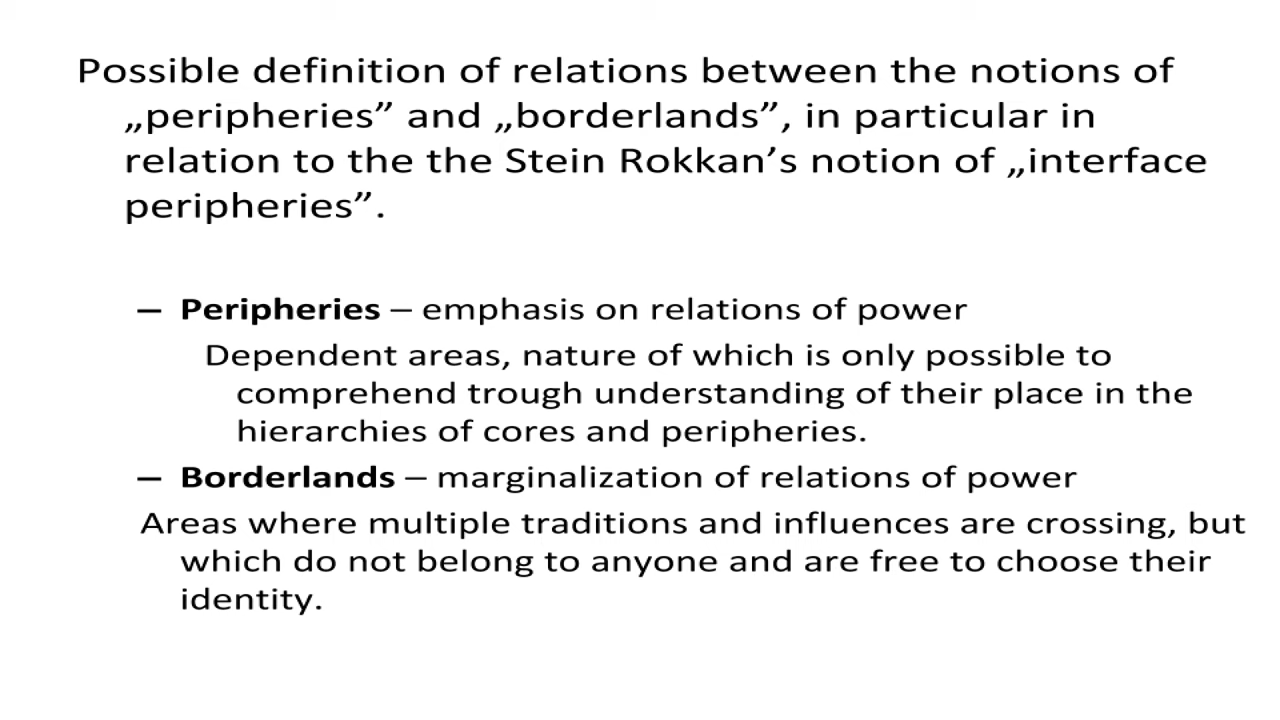 Possible definition of relations between the notions of
„peripheries” and „borderlands”, in particular in
relation to the the Stein Rokkan’s notion of „interface
peripheries”.
– Peripheries – emphasis on relations of power
Dependent areas, nature of which is only possible to
comprehend trough understanding of their place in the
hierarchies of cores and peripheries.
– Borderlands – marginalization of relations of power
Areas where multiple traditions and influences are crossing, but
which do not belong to anyone and are free to choose their
identity.